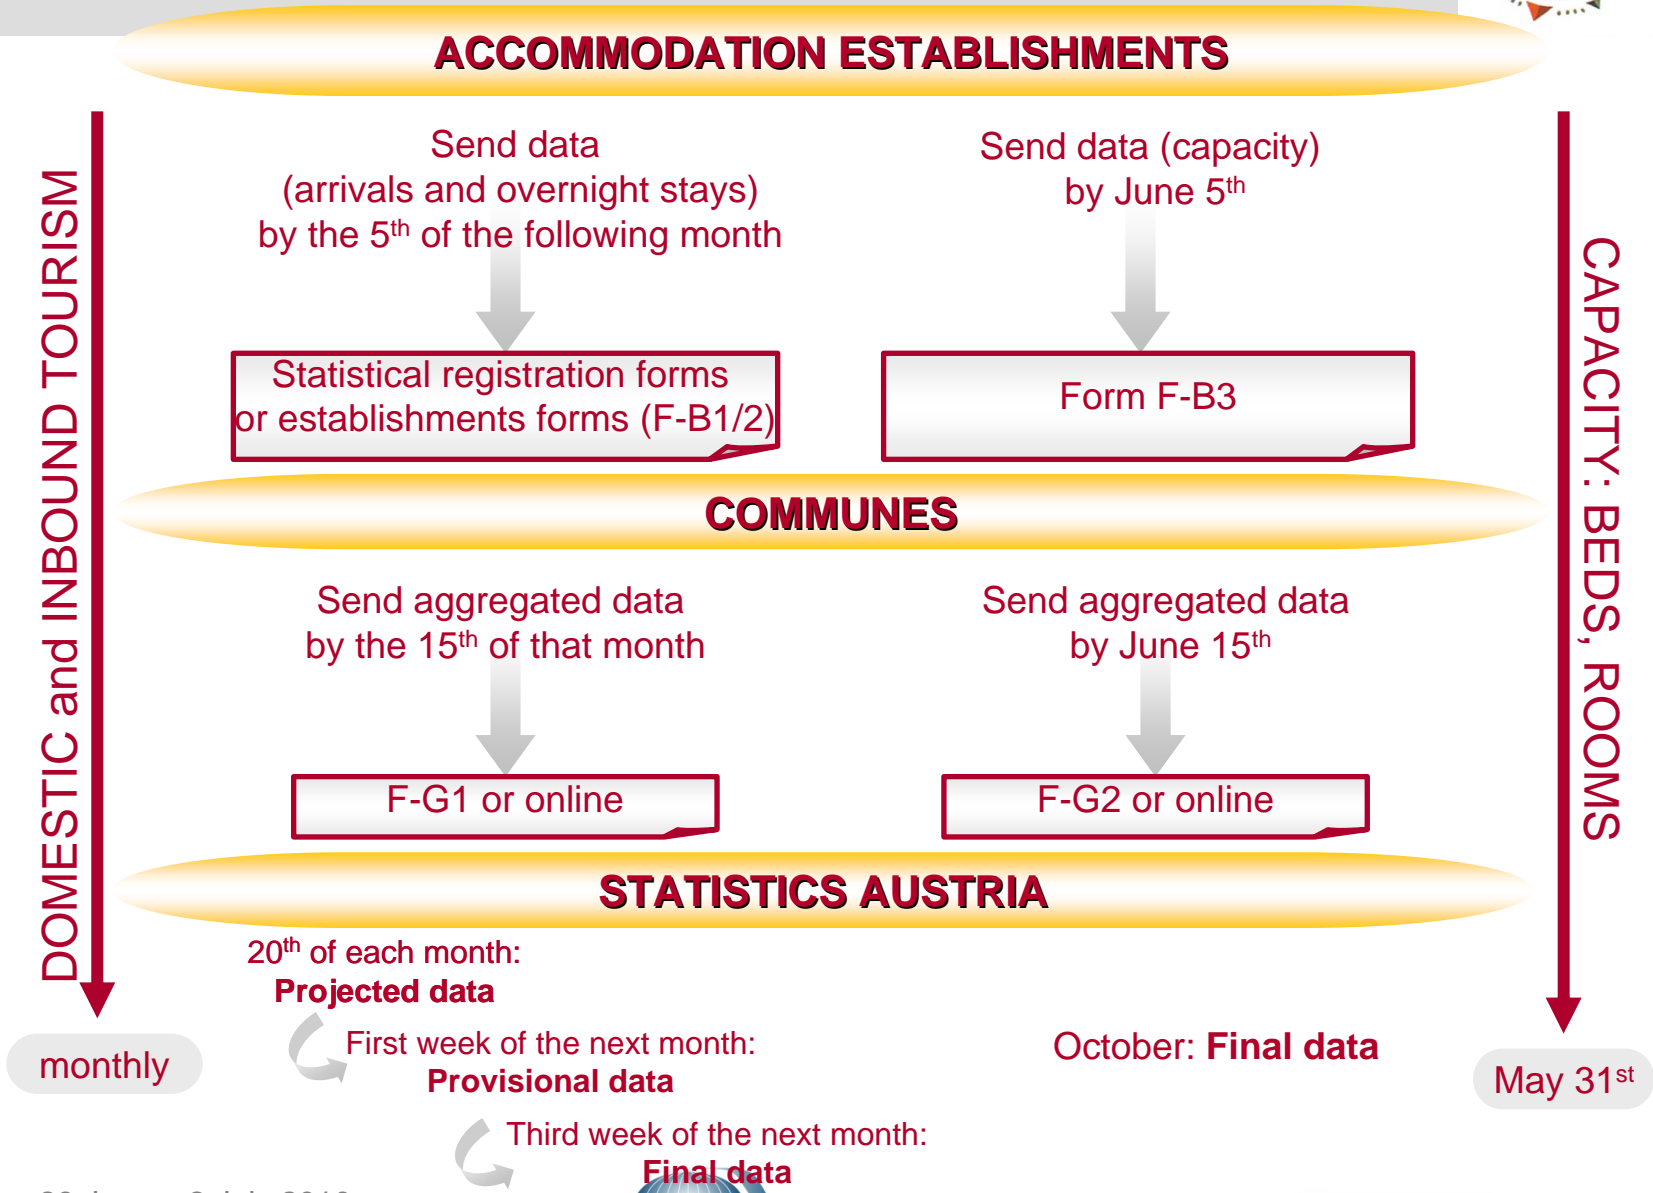 ACCOMMODATION ESTABLISHMENTS
DOMESTIC and INBOUND TOURISM
Send data
(arrivals and overnight stays)
by the 5th of the following month
Send data (capacity)
by June 5th
CAPACITY: BEDS, ROOMS
Statistical registration forms
or establishments forms (F-B1/2)
Form F-B3
COMMUNES
Send aggregated data
by the 15th of that month
Send aggregated data
by June 15th
F-G1 or online
F-G2 or online
STATISTICS AUSTRIA
20th of each month:
Projected data
First week of the next month:
Provisional data
Third week of the next month:
Final data
October: Final data
monthly
May 31st